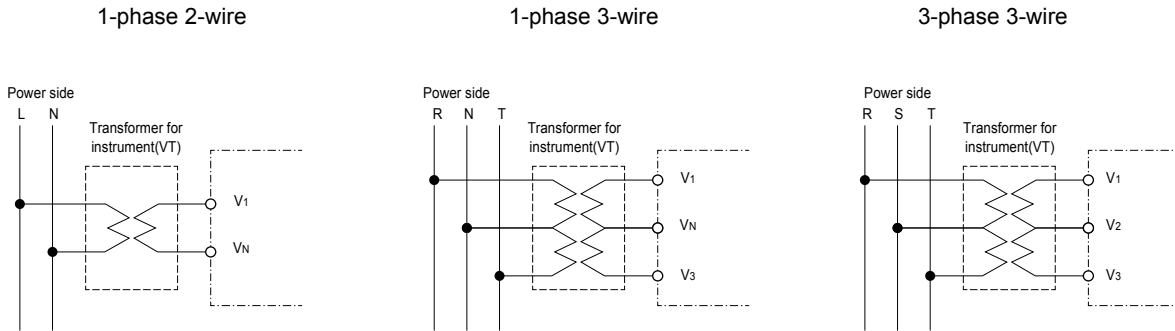 1-phase 2-wire
1-phase 3-wire
3-phase 3-wire
Power side
L N
Transformer for
instrument(VT)
V1
VN
Power side
R N T
Transformer for
instrument(VT)
V1
VN
V3
Power side
R S T
Transformer for
instrument(VT)
V1
V2
V3